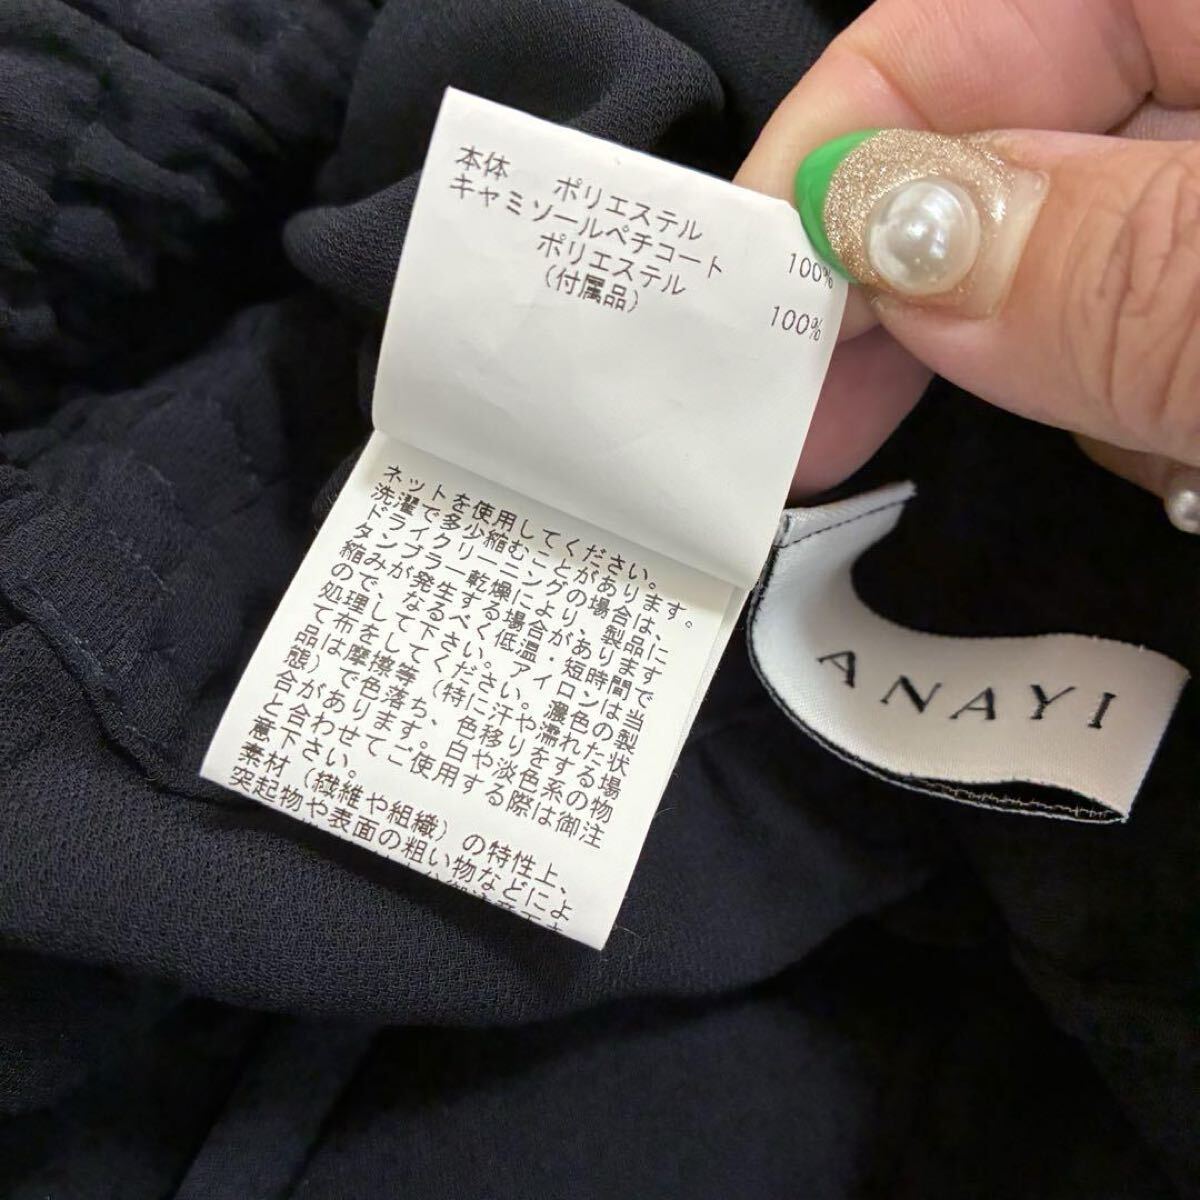 本体 ポリエステル 100%
キャミソールペチコート
ポリエステル 100%
(付属品)
ネットを使用してください。
洗濯で多少縮むことがあります。
ドライクリーニングの場合は、
タンブラー乾燥により、製品に
縮みが発生する場合があります
ので、なるべく低温・短時間で
処理して下さい。アイロンは当
て布をしてください。濃色の製
品は摩擦等（特に汗や濡れた状
態）で色落ち、色移りをする場
合があります。白や淡色系の物
と合わせてご使用する際は御注
意下さい。
素材（繊維や組織）の特性上、
突起物や表面の粗い物などによ
ANAYI